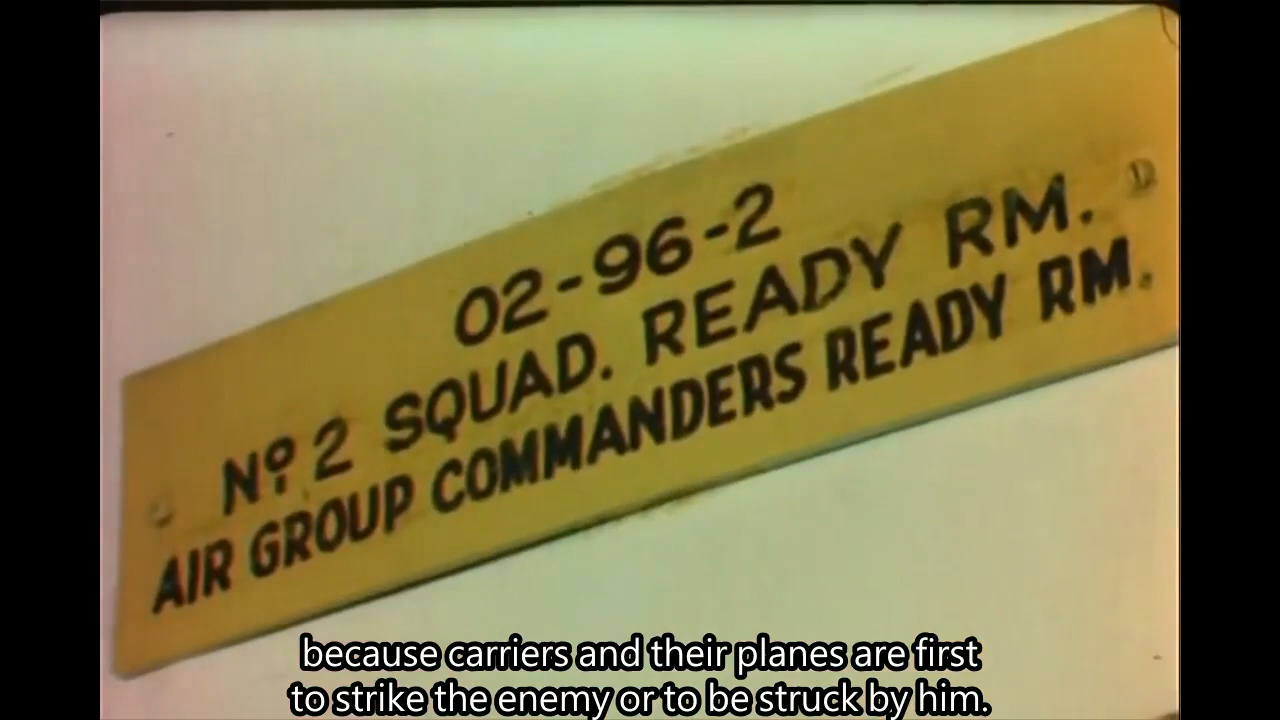 02-96-2
Nº 2 SQUAD. READY RM.
AIR GROUP COMMANDERS READY RM.
because carriers and their planes are first
to strike the enemy or to be struck by him.